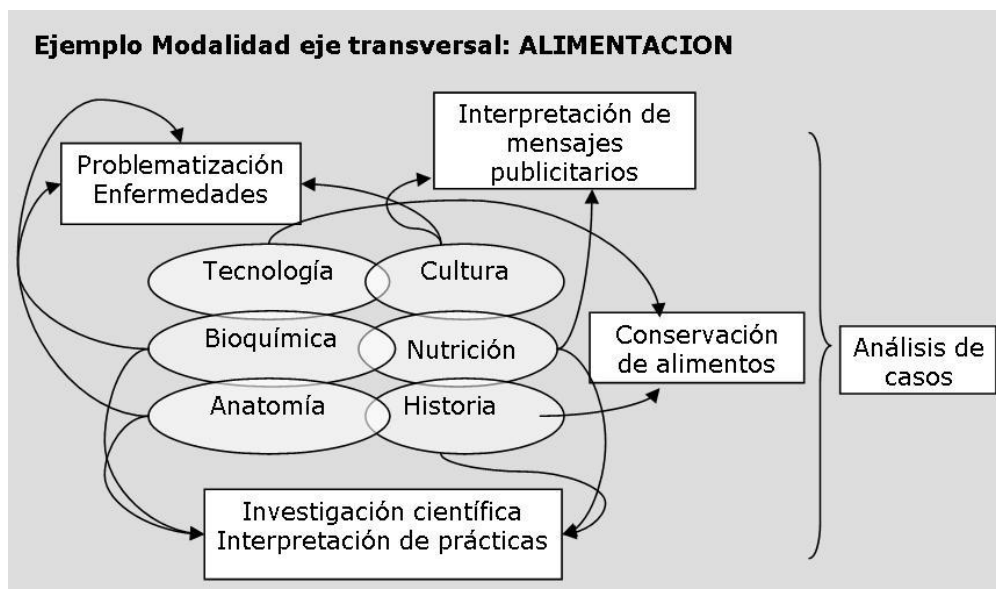 Ejemplo Modalidad eje transversal: ALIMENTACION
Interpretación de
mensajes
publicitarios
Problematización
Enfermedades
Tecnología
Cultura
Bioquímica
Nutrición
Conservación
de alimentos
Análisis de
casos
Anatomía
Historia
Investigación científica
Interpretación de prácticas